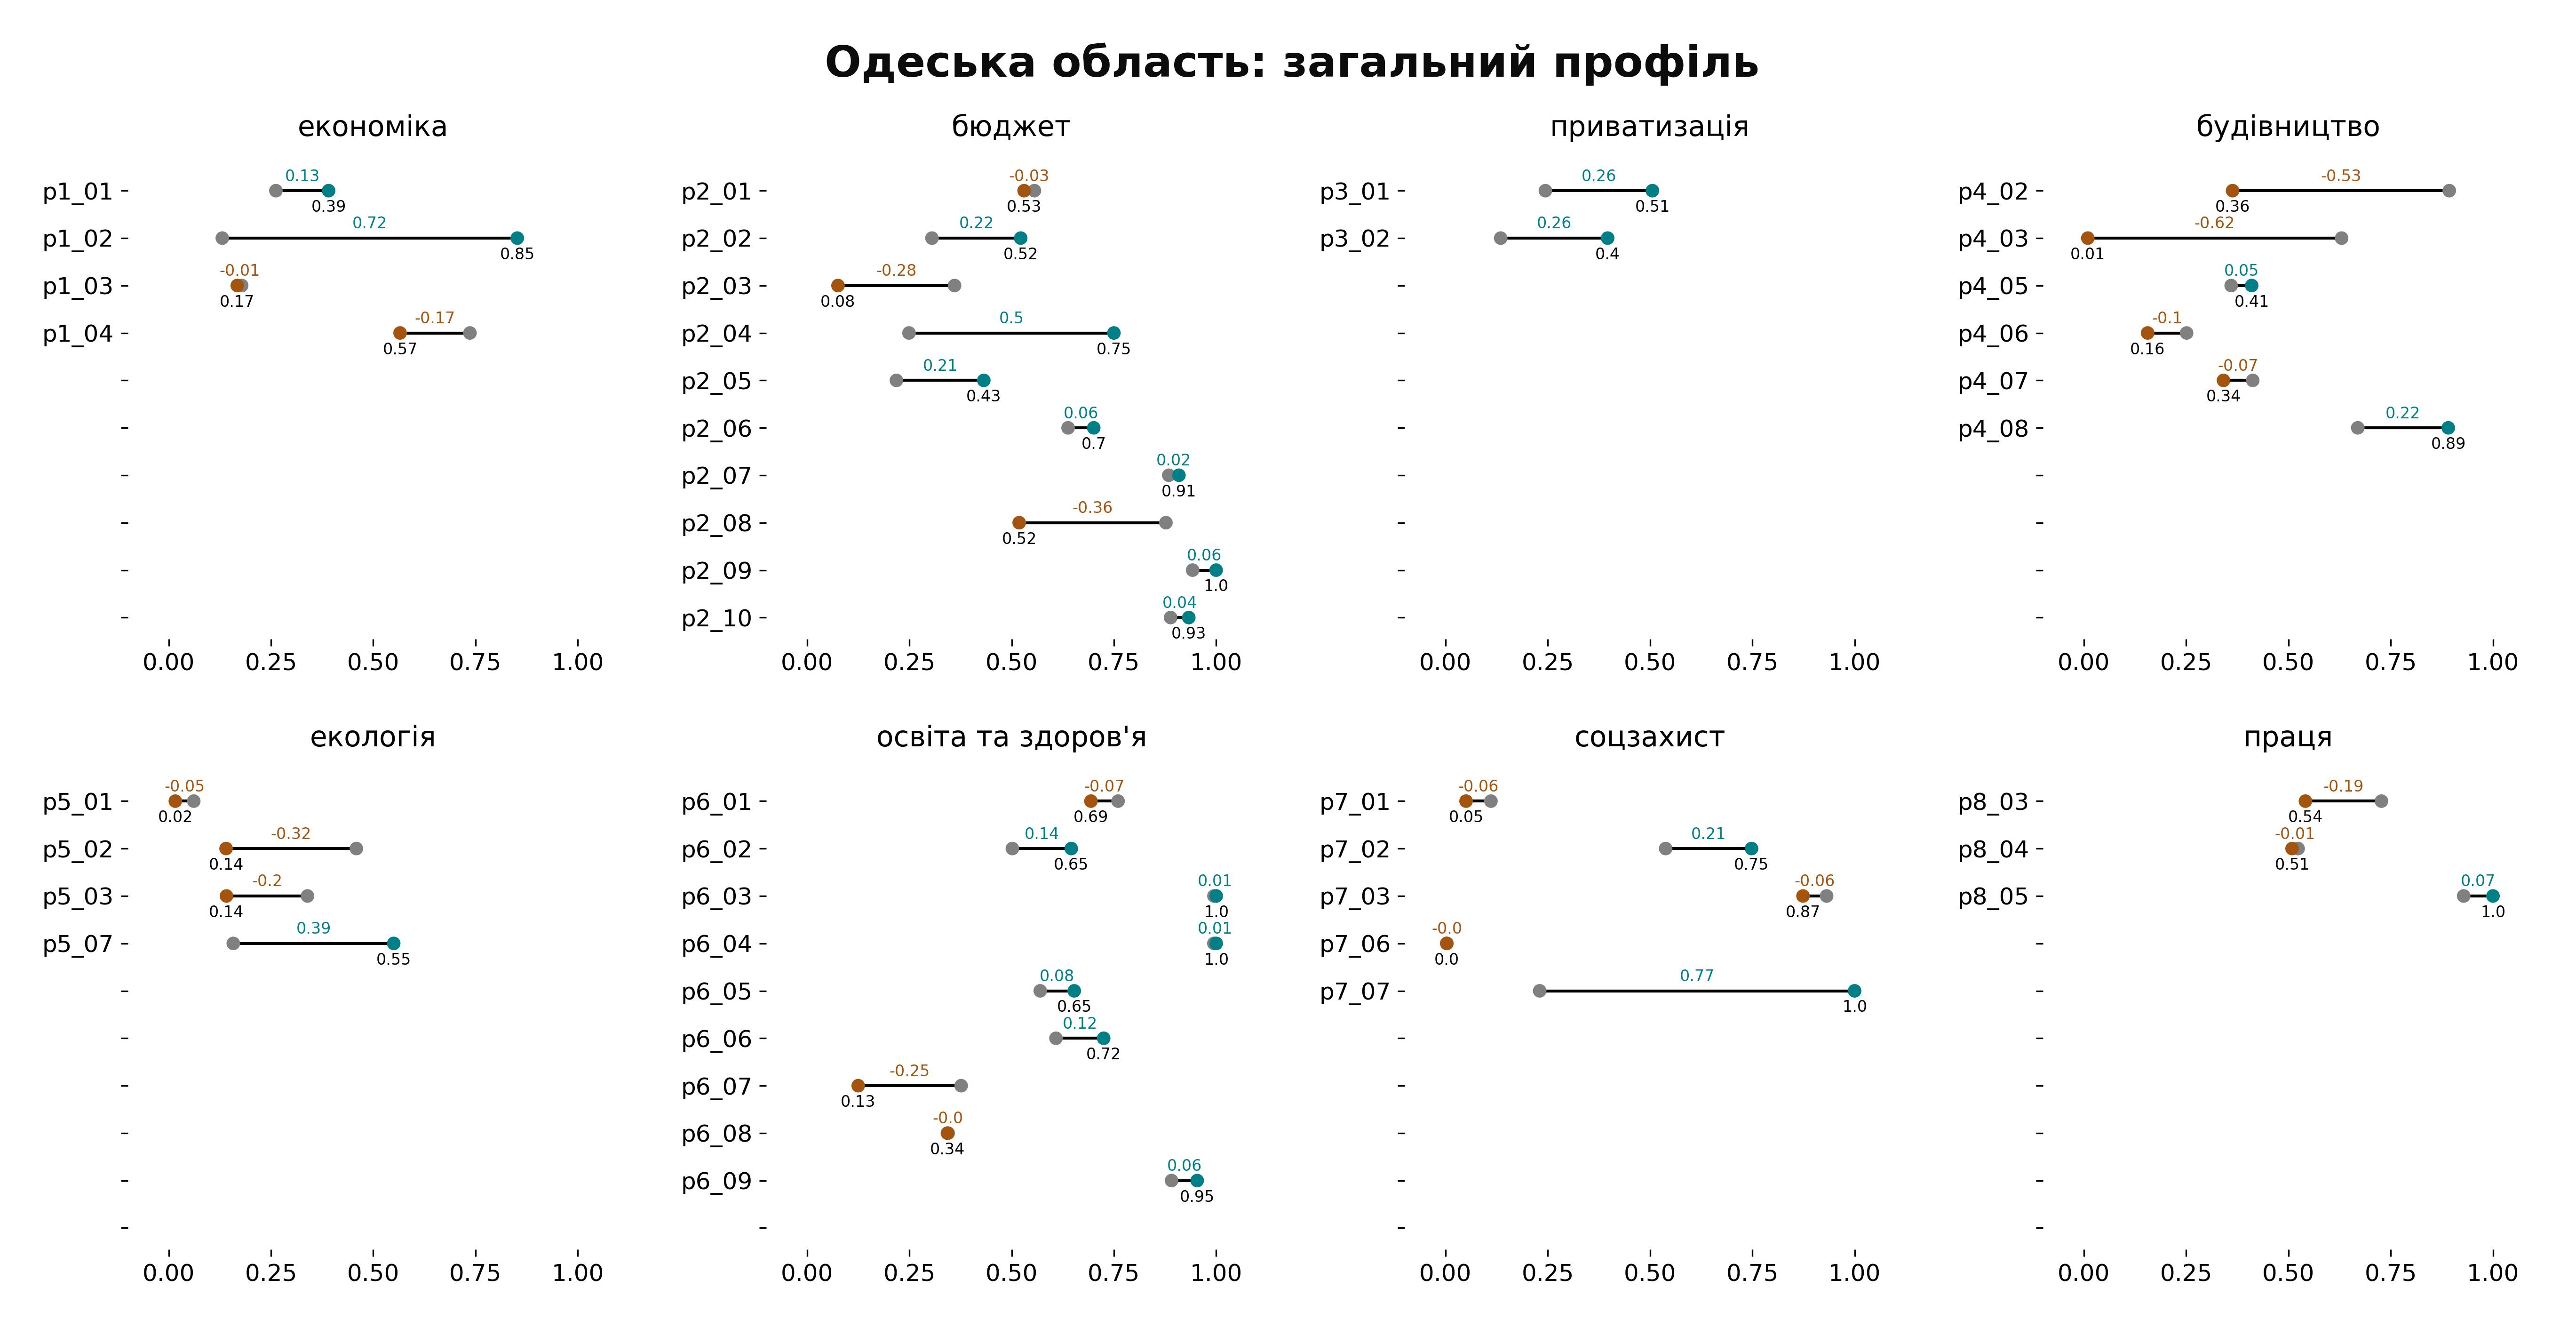 Одеська область: загальний профіль
економіка
p1_01
0.13
0.39
p1_02
0.72
0.85
p1_03
-0.01
0.17
p1_04
-0.17
0.57
0.00 0.25 0.50 0.75 1.00
бюджет
p2_01
-0.03
0.53
p2_02
0.22
0.52
p2_03
-0.28
0.08
p2_04
0.5
0.75
p2_05
0.21
0.43
p2_06
0.06
0.7
p2_07
0.02
0.91
p2_08
-0.36
0.52
p2_09
0.06
1.0
p2_10
0.04
0.93
0.00 0.25 0.50 0.75 1.00
приватизація
p3_01
0.26
0.51
p3_02
0.26
0.4
0.00 0.25 0.50 0.75 1.00
будівництво
p4_02
-0.53
0.36
p4_03
-0.62
0.01
p4_05
0.05
0.41
p4_06
-0.1
0.16
p4_07
-0.07
0.34
p4_08
0.22
0.89
0.00 0.25 0.50 0.75 1.00
екологія
p5_01
-0.05
0.02
p5_02
-0.32
0.14
p5_03
-0.2
0.14
p5_07
0.39
0.55
0.00 0.25 0.50 0.75 1.00
освіта та здоров'я
p6_01
-0.07
0.69
p6_02
0.14
0.65
p6_03
0.01
1.0
p6_04
0.01
1.0
p6_05
0.08
0.65
p6_06
0.12
0.72
p6_07
-0.25
0.13
p6_08
-0.0
0.34
p6_09
0.06
0.95
0.00 0.25 0.50 0.75 1.00
соцзахист
p7_01
-0.06
0.05
p7_02
0.21
0.75
p7_03
-0.06
0.87
p7_06
-0.0
0.0
p7_07
0.77
1.0
0.00 0.25 0.50 0.75 1.00
праця
p8_03
-0.19
0.54
p8_04
-0.01
0.51
p8_05
0.07
1.0
0.00 0.25 0.50 0.75 1.00